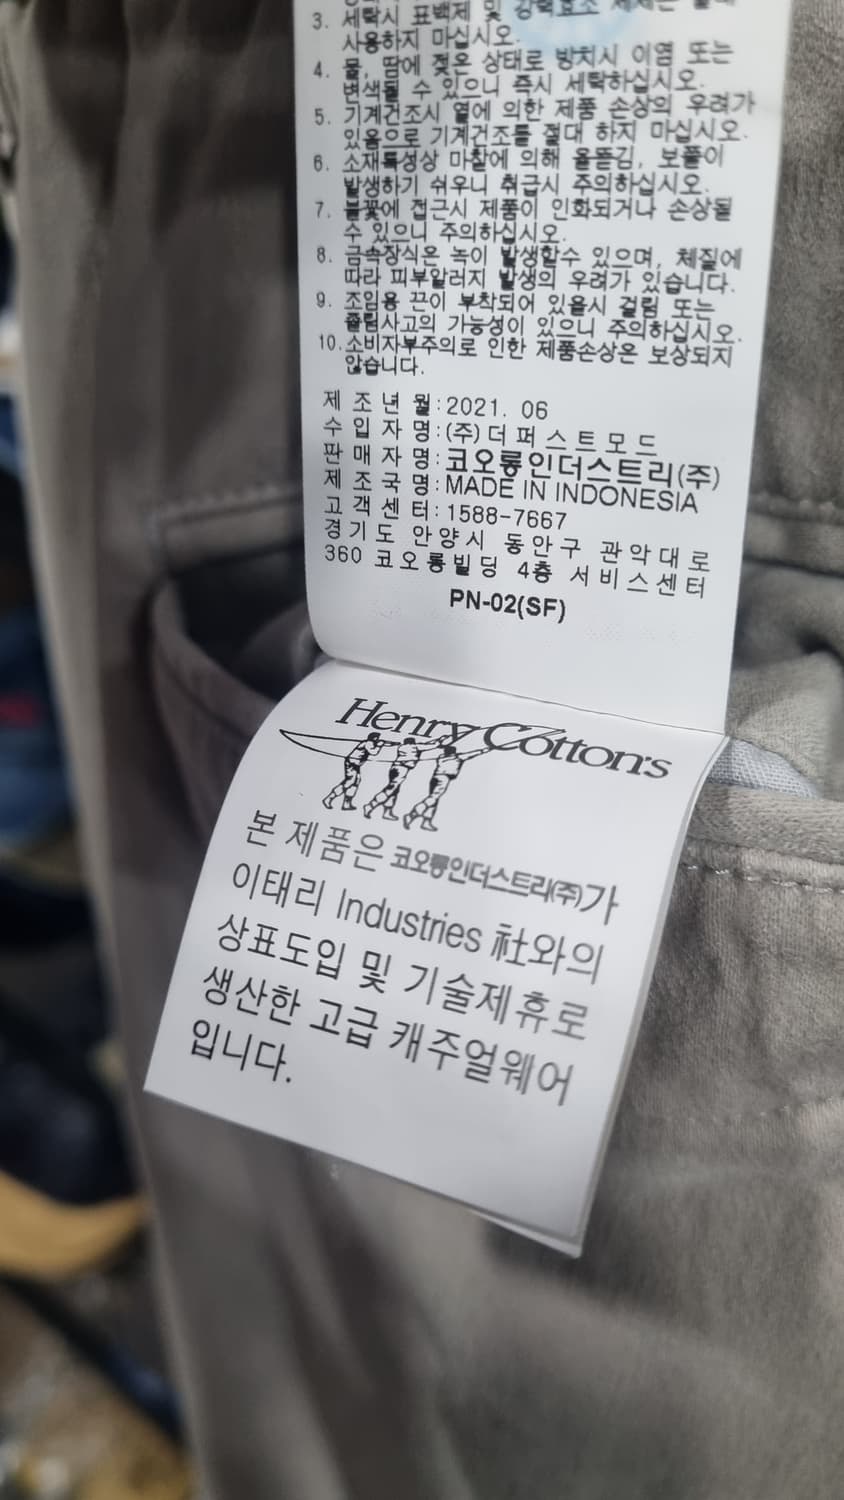 3. 세탁시 표백제 및 강력효소 세제는 절대
사용하지 마십시오.
4. 물, 땀에 젖은 상태로 방치시 이염 또는
변색될 수 있으니 즉시 세탁하십시오.
5. 기계건조시 열에 의한 제품 손상의 우려가
있음으로 기계건조를 절대 하지 마십시오.
6. 소재특성상 마찰에 의해 올뜯김, 보풀이
발생하기 쉬우니 취급시 주의하십시오.
7. 불꽃에 접근시 제품이 인화되거나 손상될
수 있으니 주의하십시오.
8. 금속장식은 녹이 발생할수 있으며, 체질에
따라 피부알러지 발생의 우려가 있습니다.
9. 조임용 끈이 부착되어 있을시 걸림 또는
졸림사고의 가능성이 있으니 주의하십시오.
10. 소비자부주의로 인한 제품손상은 보상되지
않습니다.
제조년월:2021. 06
수입자명:(주)더퍼스트모드
판매자명:코오롱인더스트리(주)
제조국명:MADE IN INDONESIA
고객센터:1588-7667
경기도 안양시 동안구 관악대로
360 코오롱빌딩 4층 서비스센터
PN-02(SF)
Henry Cotton's
본 제품은 코오롱인더스트리(주)가
이태리 Industries 社와의
상표도입 및 기술제휴로
생산한 고급 캐주얼웨어
입니다.